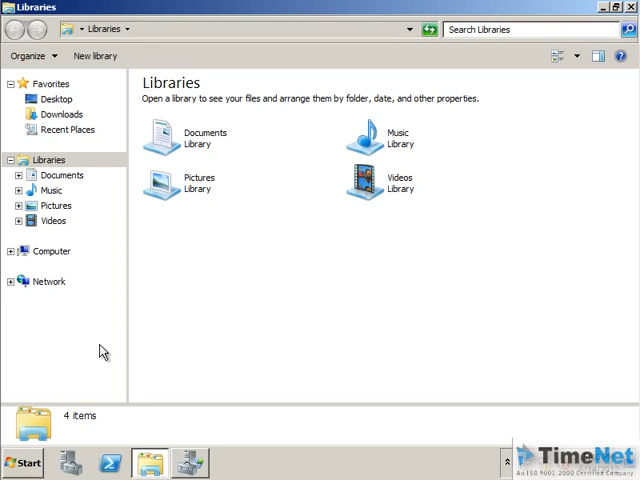 Libraries
Libraries
Search Libraries
Organize
New library
Favorites
Desktop
Downloads
Recent Places
Libraries
Documents
Music
Pictures
Videos
Computer
Network
Libraries
Open a library to see your files and arrange them by folder, date, and other properties.
Documents
Library
Music
Library
Pictures
Library
Videos
Library
4 items
Start
TimeNet
An ISO 9001-2000 Certified Company